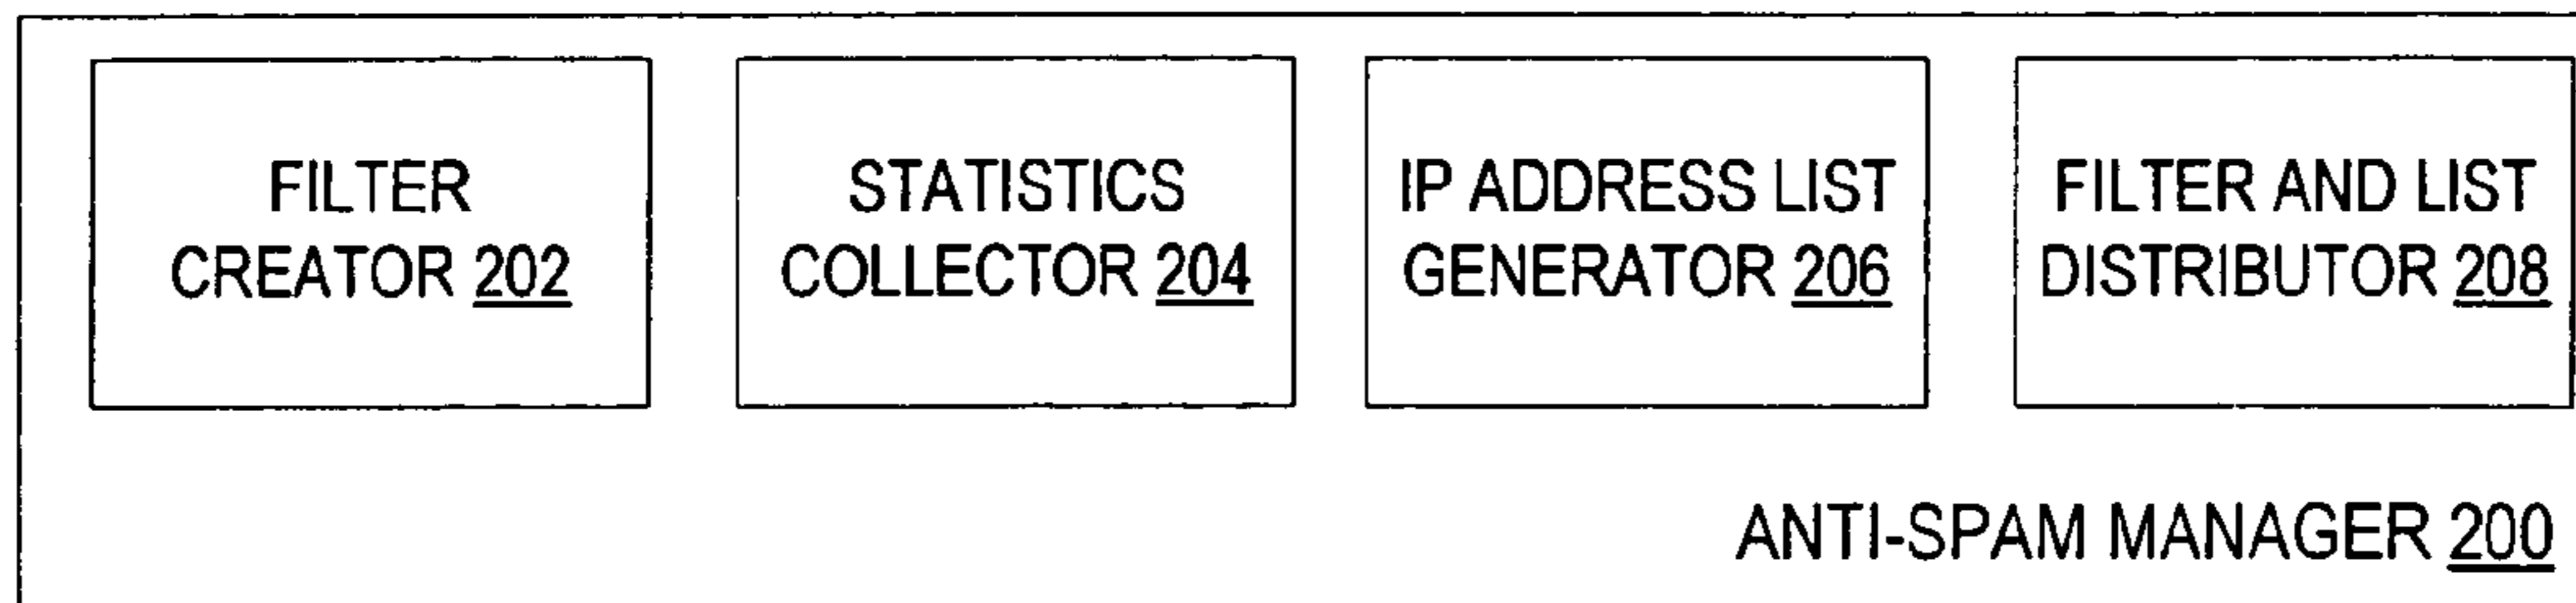 FILTER
CREATOR 202
STATISTICS
COLLECTOR 204
IP ADDRESS LIST
GENERATOR 206
FILTER AND LIST
DISTRIBUTOR 208
ANTI-SPAM MANAGER 200